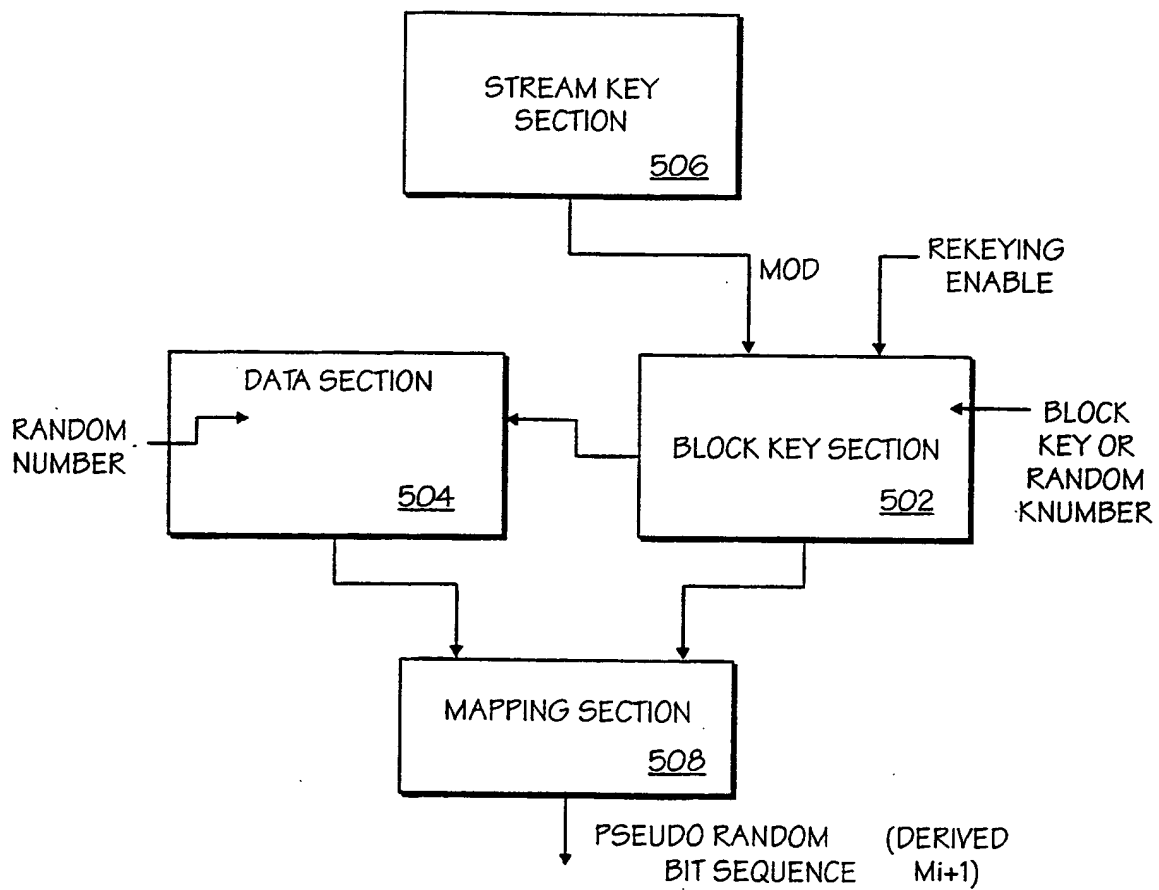 STREAM KEY
SECTION
506
MOD
REKEYING
ENABLE
DATA SECTION
504
RANDOM
NUMBER
BLOCK KEY SECTION
502
BLOCK
KEY OR
RANDOM
KNUMBER
MAPPING SECTION
508
PSEUDO RANDOM (DERIVED
BIT SEQUENCE Mi+1)